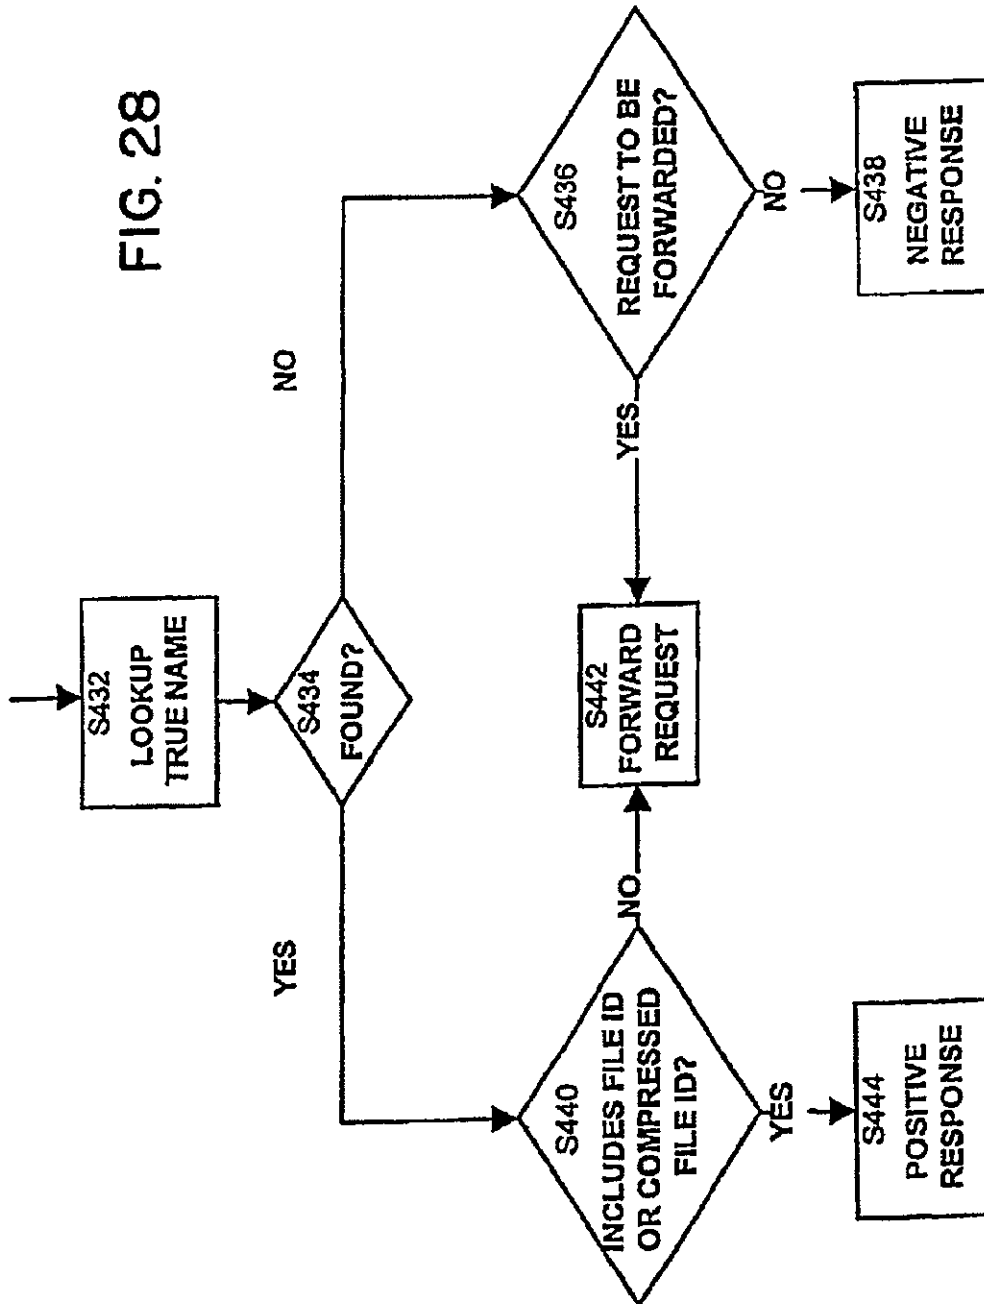 FIG. 28
S432
LOOKUP
TRUE NAME
S434
FOUND?
YES
NO
S440
INCLUDES FILE ID
OR COMPRESSED
FILE ID?
NO
YES
S442
FORWARD
REQUEST
S436
REQUEST TO BE
FORWARDED?
YES
NO
S444
POSITIVE
RESPONSE
S438
NEGATIVE
RESPONSE